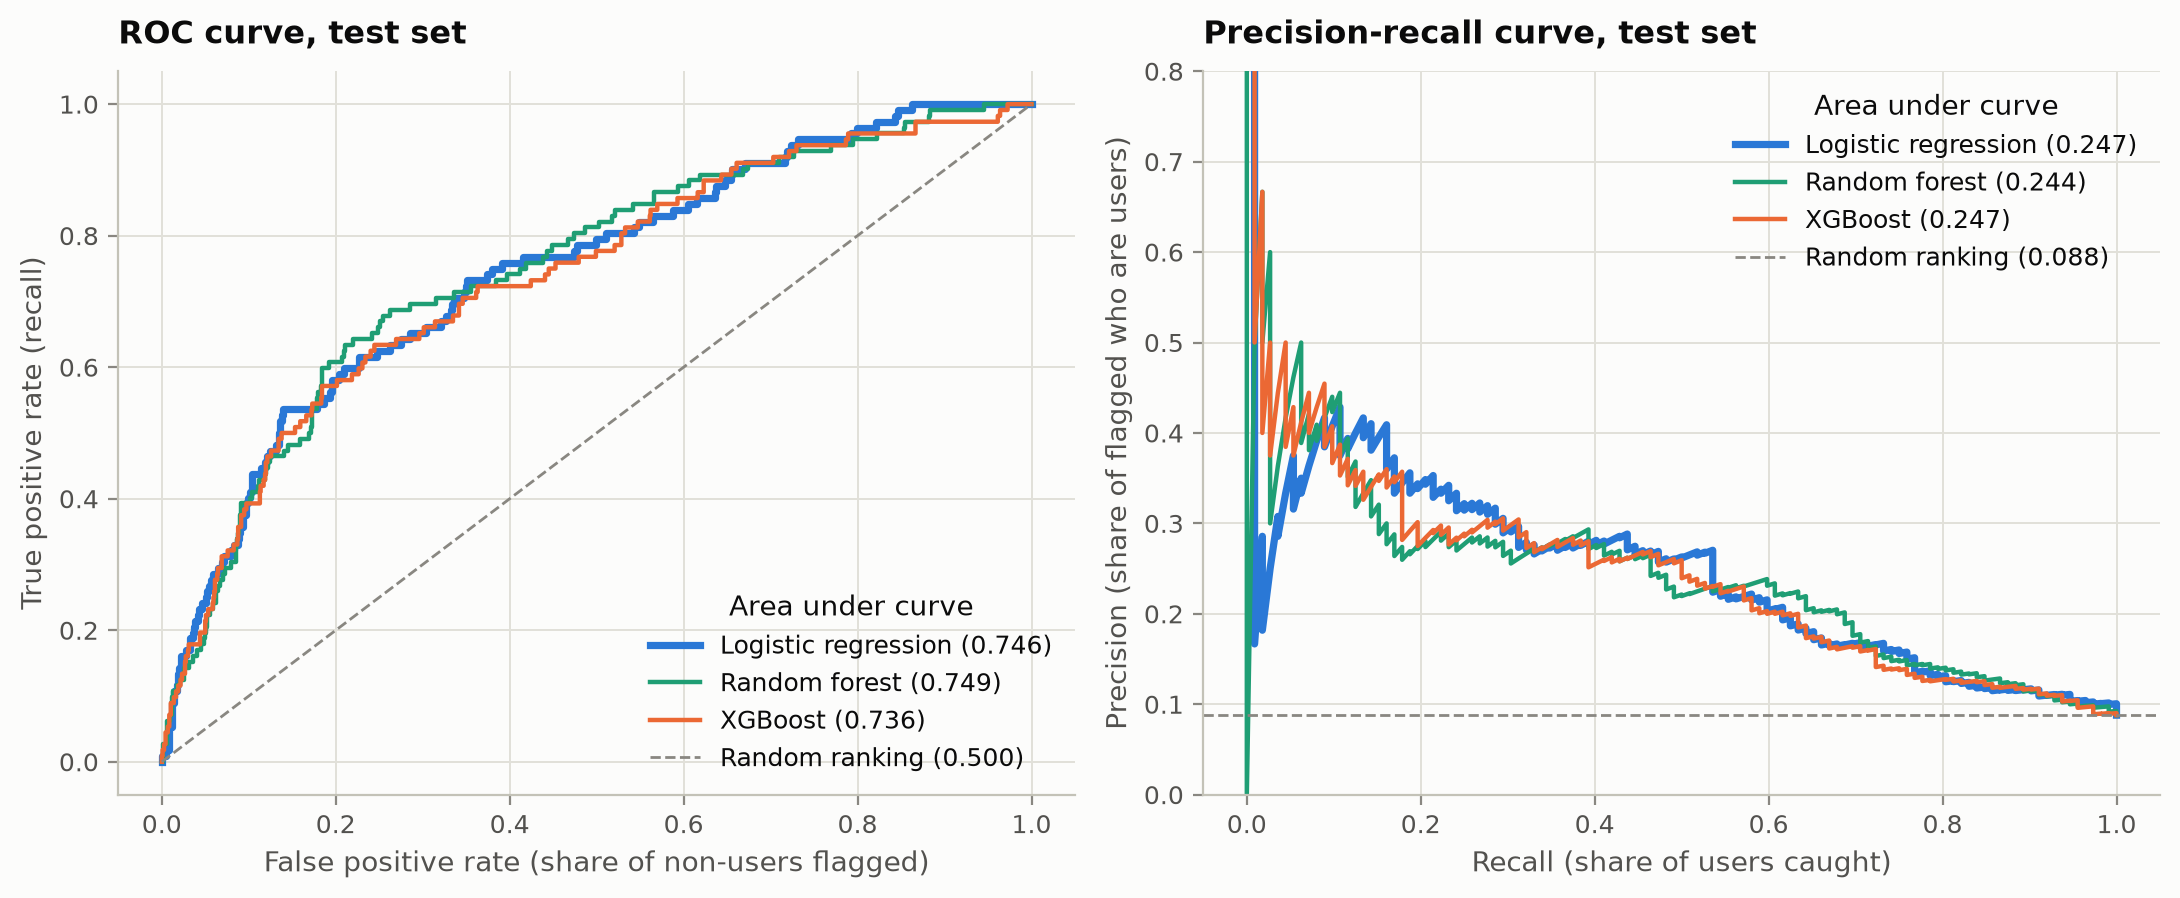 ROC curve, test set
True positive rate (recall)
1.0
0.8
0.6
0.4
0.2
0.0
Area under curve
Logistic regression (0.746)
Random forest (0.749)
XGBoost (0.736)
Random ranking (0.500)
0.0 0.2 0.4 0.6 0.8 1.0
False positive rate (share of non-users flagged)
Precision-recall curve, test set
Precision (share of flagged who are users)
0.8
0.7
0.6
0.5
0.4
0.3
0.2
0.1
0.0
Area under curve
Logistic regression (0.247)
Random forest (0.244)
XGBoost (0.247)
Random ranking (0.088)
0.0 0.2 0.4 0.6 0.8 1.0
Recall (share of users caught)